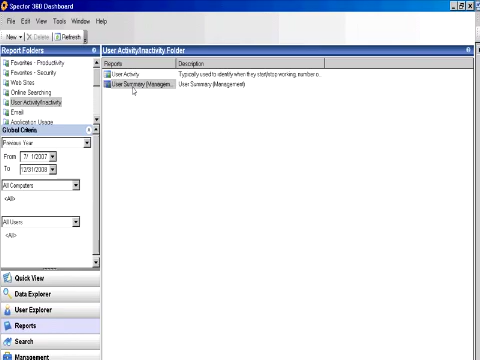 Spector 360 Dashboard
File Edit View Tools Window Help
New Delete Refresh
Report Folders
User Activity/Inactivity Folder
Favorites - Productivity
Favorites - Security
Web Sites
Online Searching
User Activity/Inactivity
Email
Application Usage
Reports Description
User Activity Typically used to identify when they start/stop working, number o..
User Summary (Managem... User Summary (Management)
Global Criteria
Previous Year
From 7/ 1/2007
To 12/31/2008
All Computers
<All>
All Users
<All>
Quick View
Data Explorer
User Explorer
Reports
Search
Management